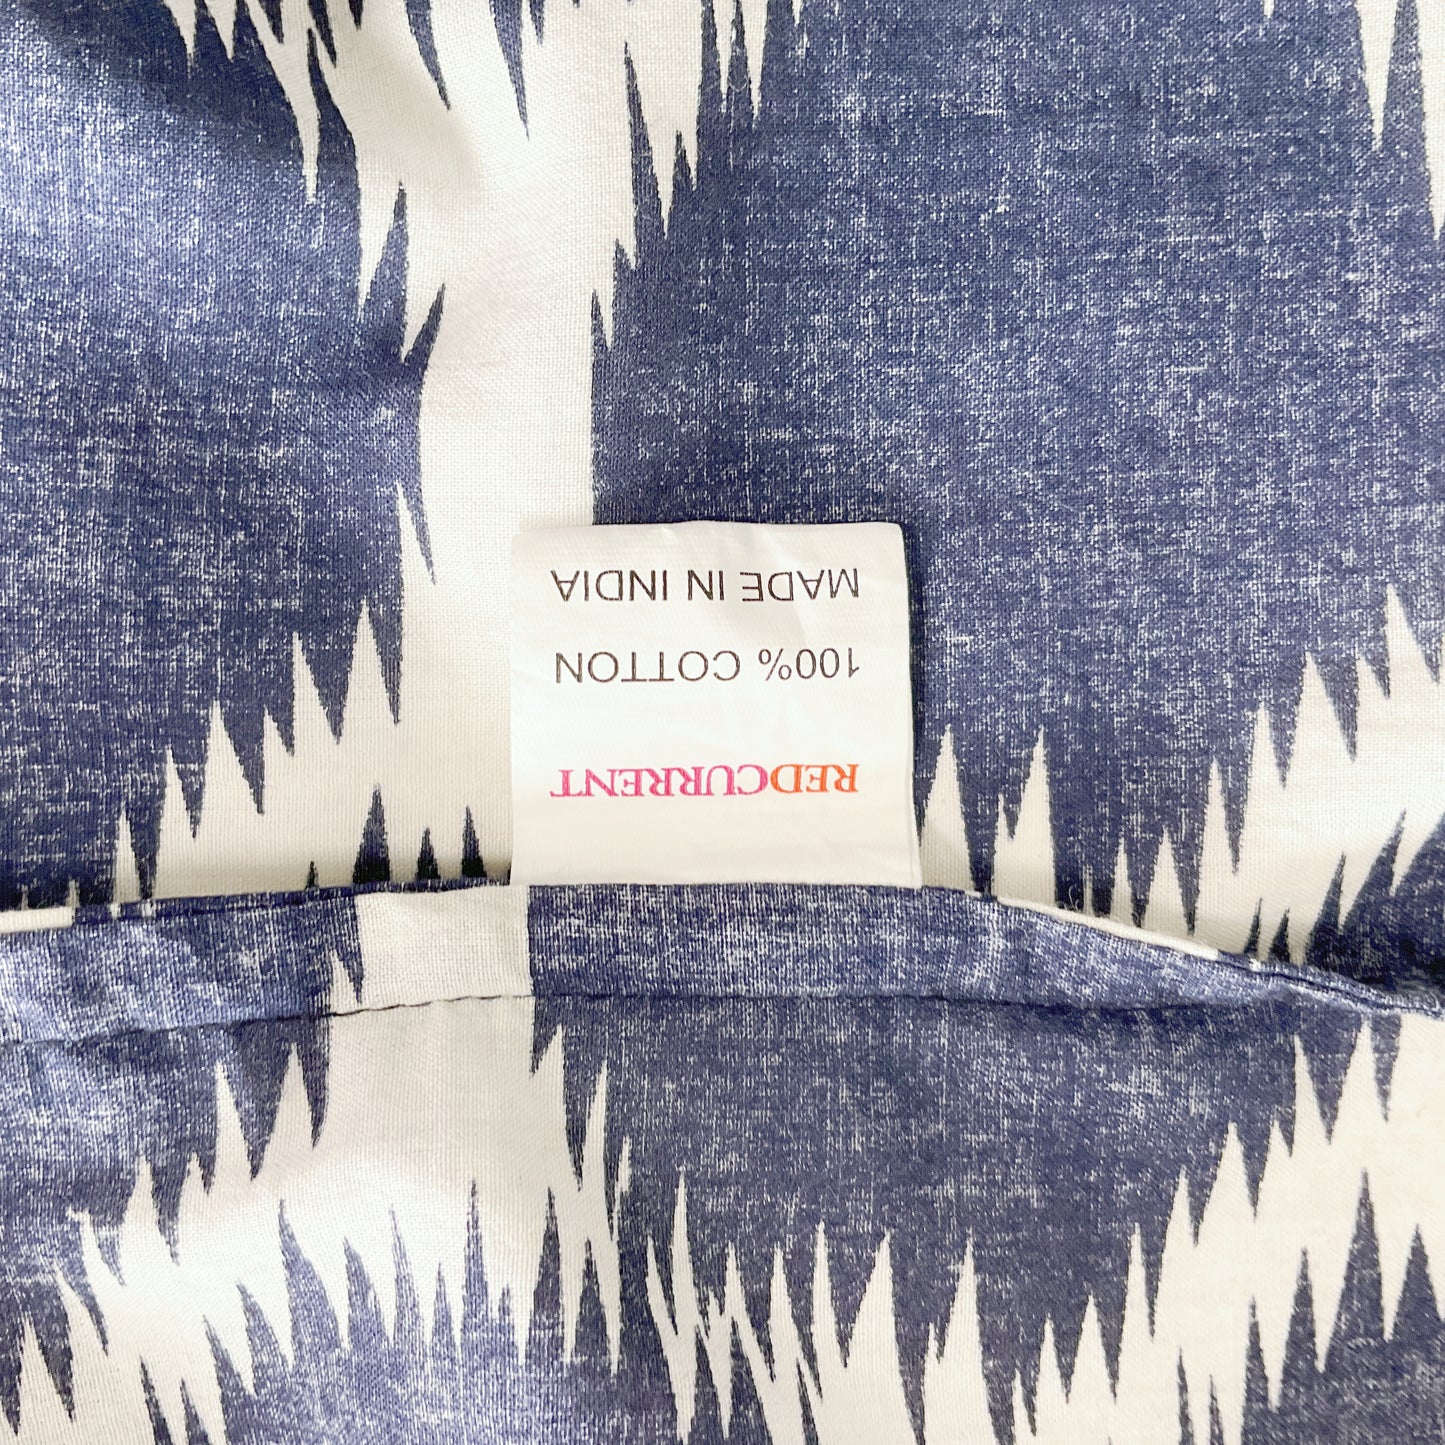 REDCURRENT
100% COTTON
MADE IN INDIA